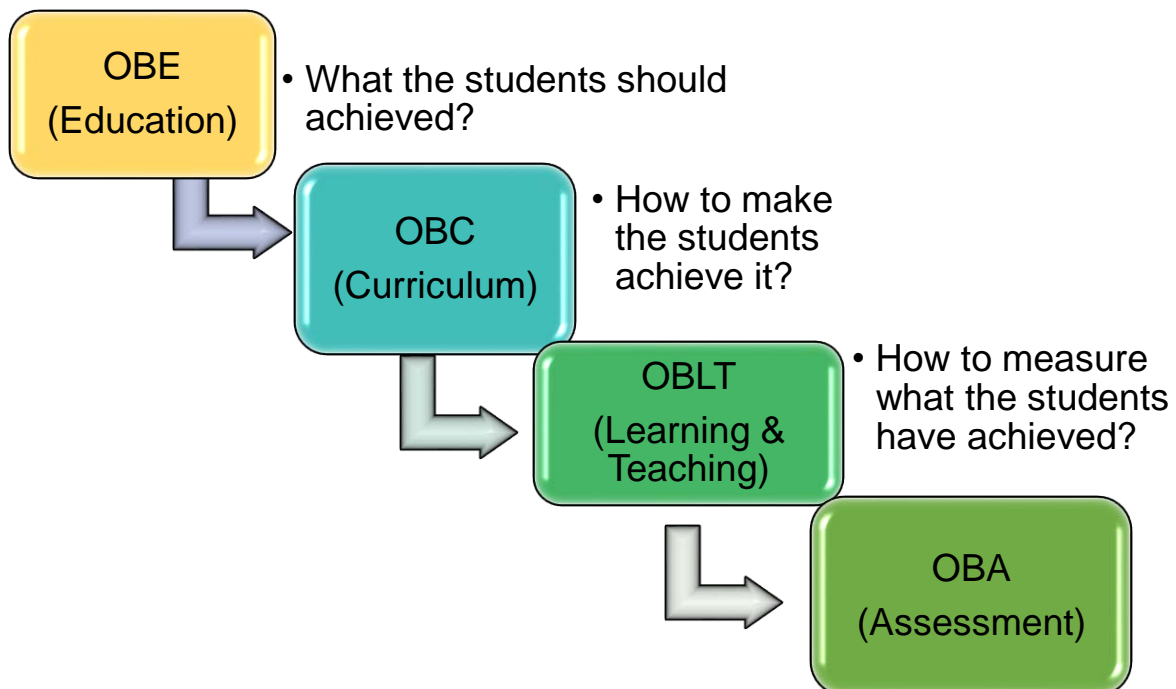 OBE
(Education)
• What the students should
achieved?
OBC
(Curriculum)
• How to make
the students
achieve it?
OBLT
(Learning &
Teaching)
• How to measure
what the students
have achieved?
OBA
(Assessment)